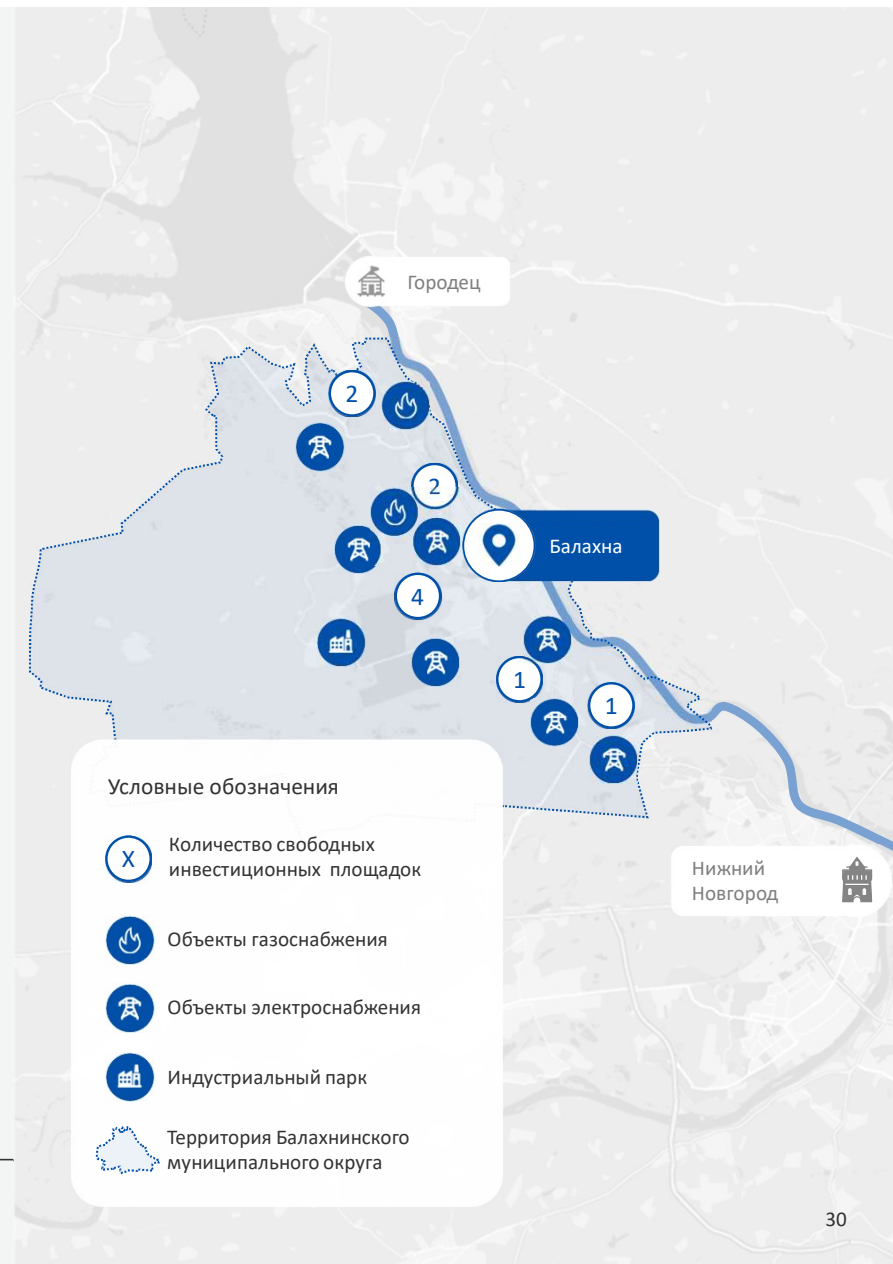 Городец
2
2
Балахна
4
1
1
Условные обозначения
X
Количество свободных
инвестиционных площадок
Объекты газоснабжения
Объекты электроснабжения
Индустриальный парк
Территория Балахнинского
муниципального округа
Нижний
Новгород
30